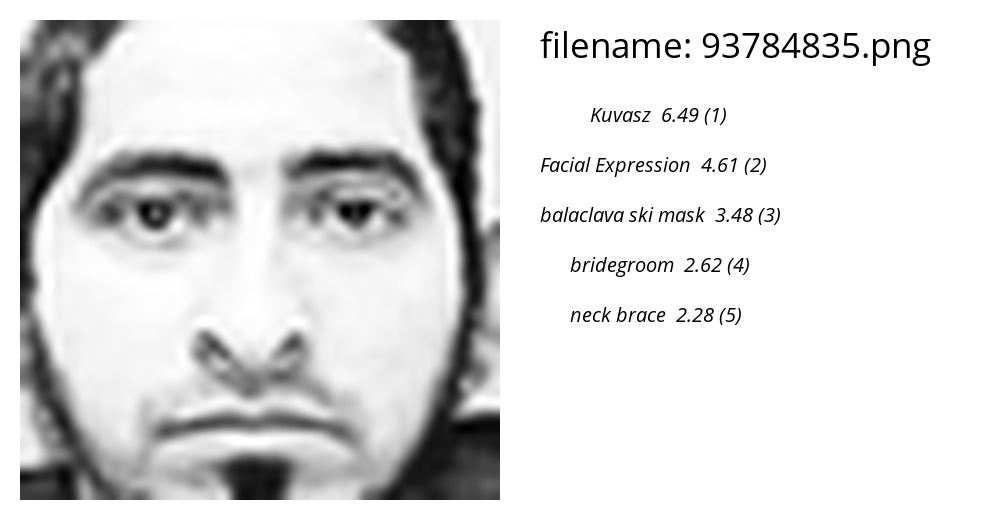 filename: 93784835.png
Kuvasz 6.49 (1)
Facial Expression 4.61 (2)
balaclava ski mask 3.48 (3)
bridegroom 2.62 (4)
neck brace 2.28 (5)